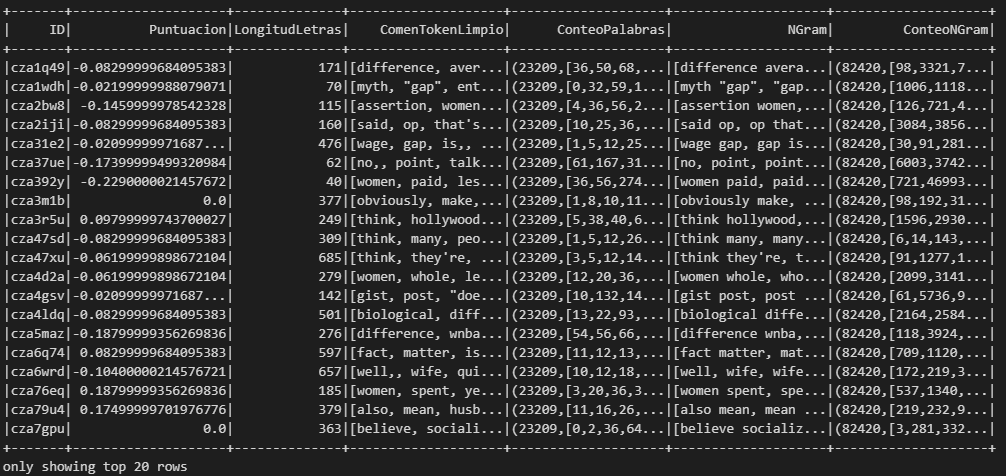 +-------+--------------------+--------------+--------------------+--------------------+--------------------+--------------------+
|     ID|          Puntuacion|LongitudLetras|    ComenTokenLimpio|      ConteoPalabras|               NGram|         ConteoNGram|
+-------+--------------------+--------------+--------------------+--------------------+--------------------+--------------------+
|cza1q49|-0.08299999684095383|           171|[difference, aver...|(23209,[36,50,68,...|[difference avera...|(82420,[98,3321,7...|
|cza1wdh|-0.02199999988079071|            70|[myth, "gap", ent...|(23209,[0,32,59,1...|[myth "gap", "gap...|(82420,[1006,1118...|
|cza2bw8| -0.1459999978542328|           115|[assertion, women...|(23209,[4,36,56,2...|[assertion women,...|(82420,[126,721,4...|
|cza2iji|-0.08299999684095383|           160|[said, op, that's...|(23209,[10,25,36,...|[said op, op that...|(82420,[3084,3856...|
|cza31e2|-0.02099999971687...|           476|[wage, gap, is,, ...|(23209,[1,5,12,25...|[wage gap, gap is...|(82420,[30,91,281...|
|cza37ue|-0.17399999499320984|            62|[no,, point, talk...|(23209,[61,167,31...|[no, point, point...|(82420,[6003,3742...|
|cza392y| -0.2290000021457672|            40|[women, paid, les...|(23209,[36,56,274...|[women paid, paid...|(82420,[721,46993...|
|cza3m1b|                 0.0|           377|[obviously, make,...|(23209,[1,8,10,11...|[obviously make, ...|(82420,[98,192,31...|
|cza3r5u| 0.09799999743700027|           249|[think, hollywood...|(23209,[5,38,40,6...|[think hollywood,...|(82420,[1596,2930...|
|cza47sd|-0.08299999684095383|           309|[think, many, peo...|(23209,[1,5,12,26...|[think many, many...|(82420,[6,14,143,...|
|cza47xu|-0.06199999898672104|           685|[think, they're, ...|(23209,[3,5,12,14...|[think they're, t...|(82420,[91,1277,1...|
|cza4d2a|-0.06199999898672104|           279|[women, whole, le...|(23209,[12,20,36,...|[women whole, who...|(82420,[2099,3141...|
|cza4gsv|-0.02099999971687...|           142|[gist, post, "doe...|(23209,[10,132,14...|[gist post, post ...|(82420,[61,5736,9...|
|cza4ldq|-0.08299999684095383|           501|[biological, diff...|(23209,[13,22,93,...|[biological diffe...|(82420,[2164,2584...|
|cza5maz|-0.18799999356269836|           276|[difference, wnba...|(23209,[54,56,66,...|[difference wnba,...|(82420,[118,3924,...|
|cza6q74| 0.08299999684095383|           597|[fact, matter, is...|(23209,[11,12,13,...|[fact matter, mat...|(82420,[709,1120,...|
|cza6wrd|-0.10400000214576721|           657|[well,, wife, qui...|(23209,[10,12,18,...|[well, wife, wife...|(82420,[172,219,3...|
|cza76eq| 0.18799999356269836|           185|[women, spent, ye...|(23209,[3,20,36,3...|[women spent, spe...|(82420,[537,1340,...|
|cza79u4| 0.17499999701976776|           379|[also, mean, husb...|(23209,[11,16,26,...|[also mean, mean ...|(82420,[219,232,9...|
|cza7gpu|                 0.0|           363|[believe, sociali...|(23209,[0,2,36,64...|[believe socializ...|(82420,[3,281,332...|
+-------+--------------------+--------------+--------------------+--------------------+--------------------+--------------------+
only showing top 20 rows